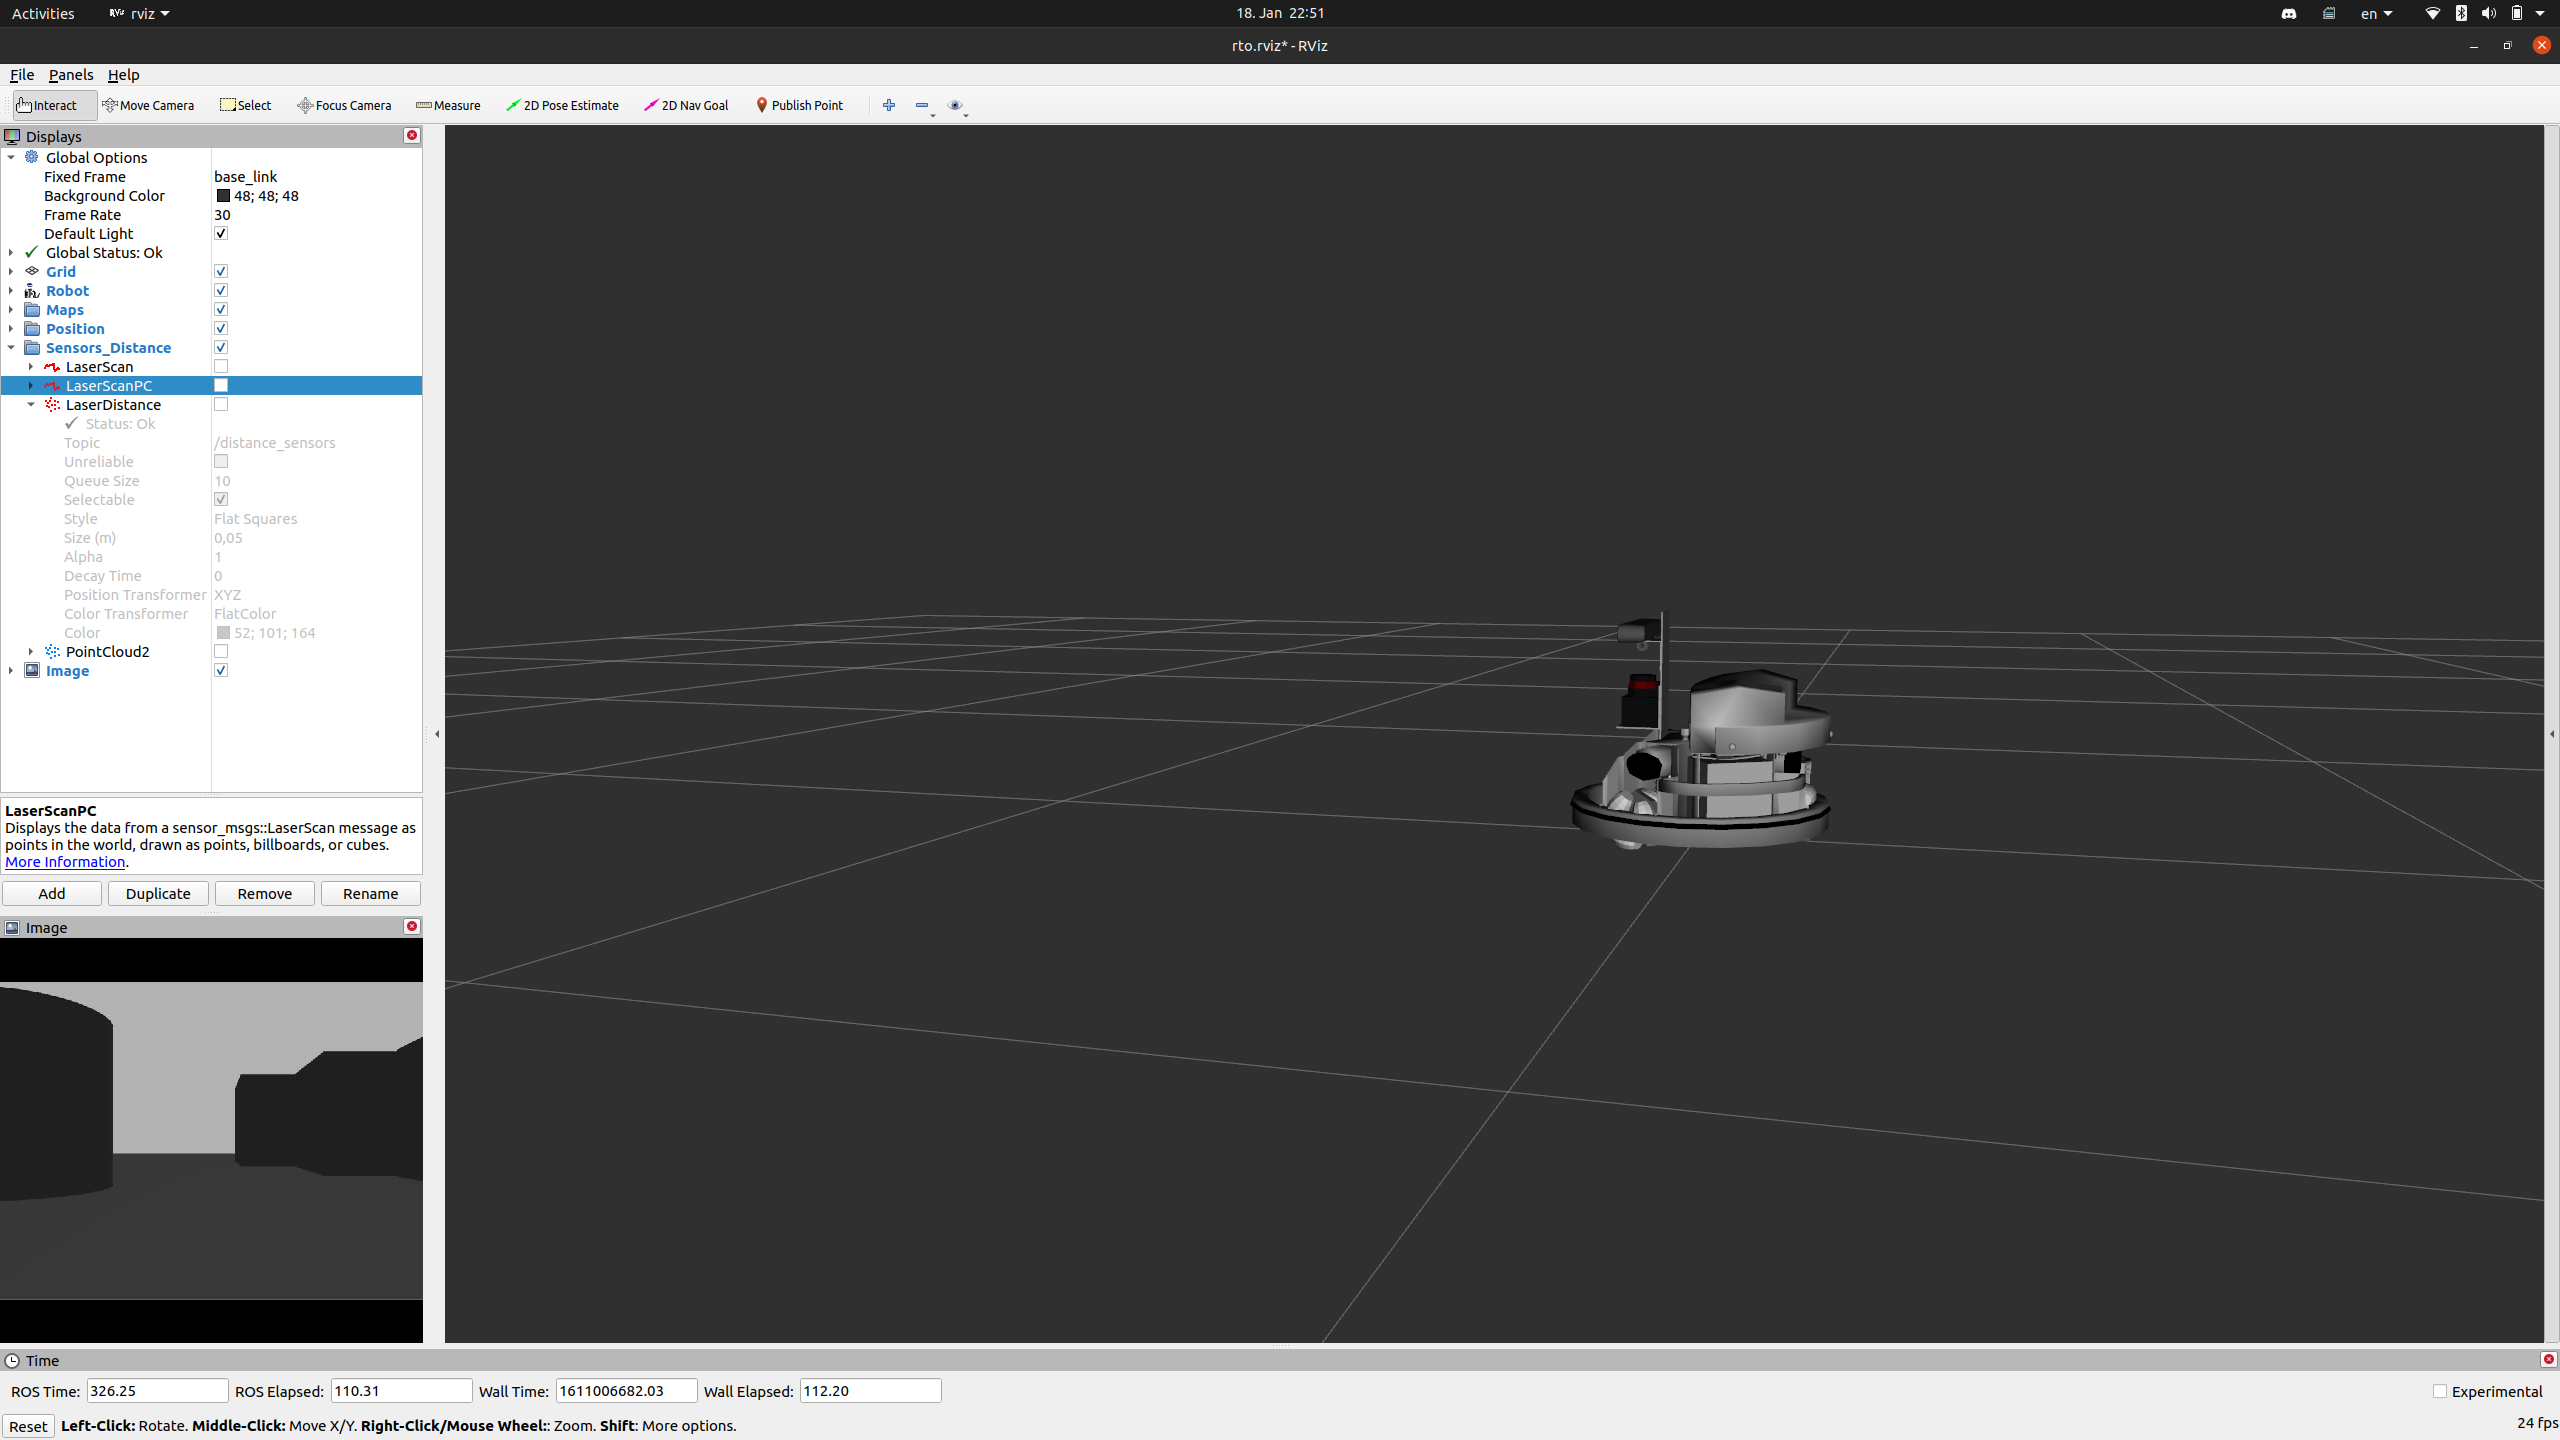 Activities RViz rviz 18. Jan 22:51 en
rto.rviz* - RViz
File Panels Help
Interact Move Camera Select Focus Camera Measure 2D Pose Estimate 2D Nav Goal Publish Point
Displays
Global Options
Fixed Frame base_link
Background Color 48; 48; 48
Frame Rate 30
Default Light
Global Status: Ok
Grid
Robot
Maps
Position
Sensors_Distance
LaserScan
LaserScanPC
LaserDistance
Status: Ok
Topic /distance_sensors
Unreliable
Queue Size 10
Selectable
Style Flat Squares
Size (m) 0,05
Alpha 1
Decay Time 0
Position Transformer XYZ
Color Transformer FlatColor
Color 52; 101; 164
PointCloud2
Image
LaserScanPC
Displays the data from a sensor_msgs::LaserScan message as
points in the world, drawn as points, billboards, or cubes.
More Information.
Add Duplicate Remove Rename
Image
Time
ROS Time: 326.25 ROS Elapsed: 110.31 Wall Time: 1611006682.03 Wall Elapsed: 112.20 Experimental
Reset Left-Click: Rotate. Middle-Click: Move X/Y. Right-Click/Mouse Wheel:: Zoom. Shift: More options. 24 fps